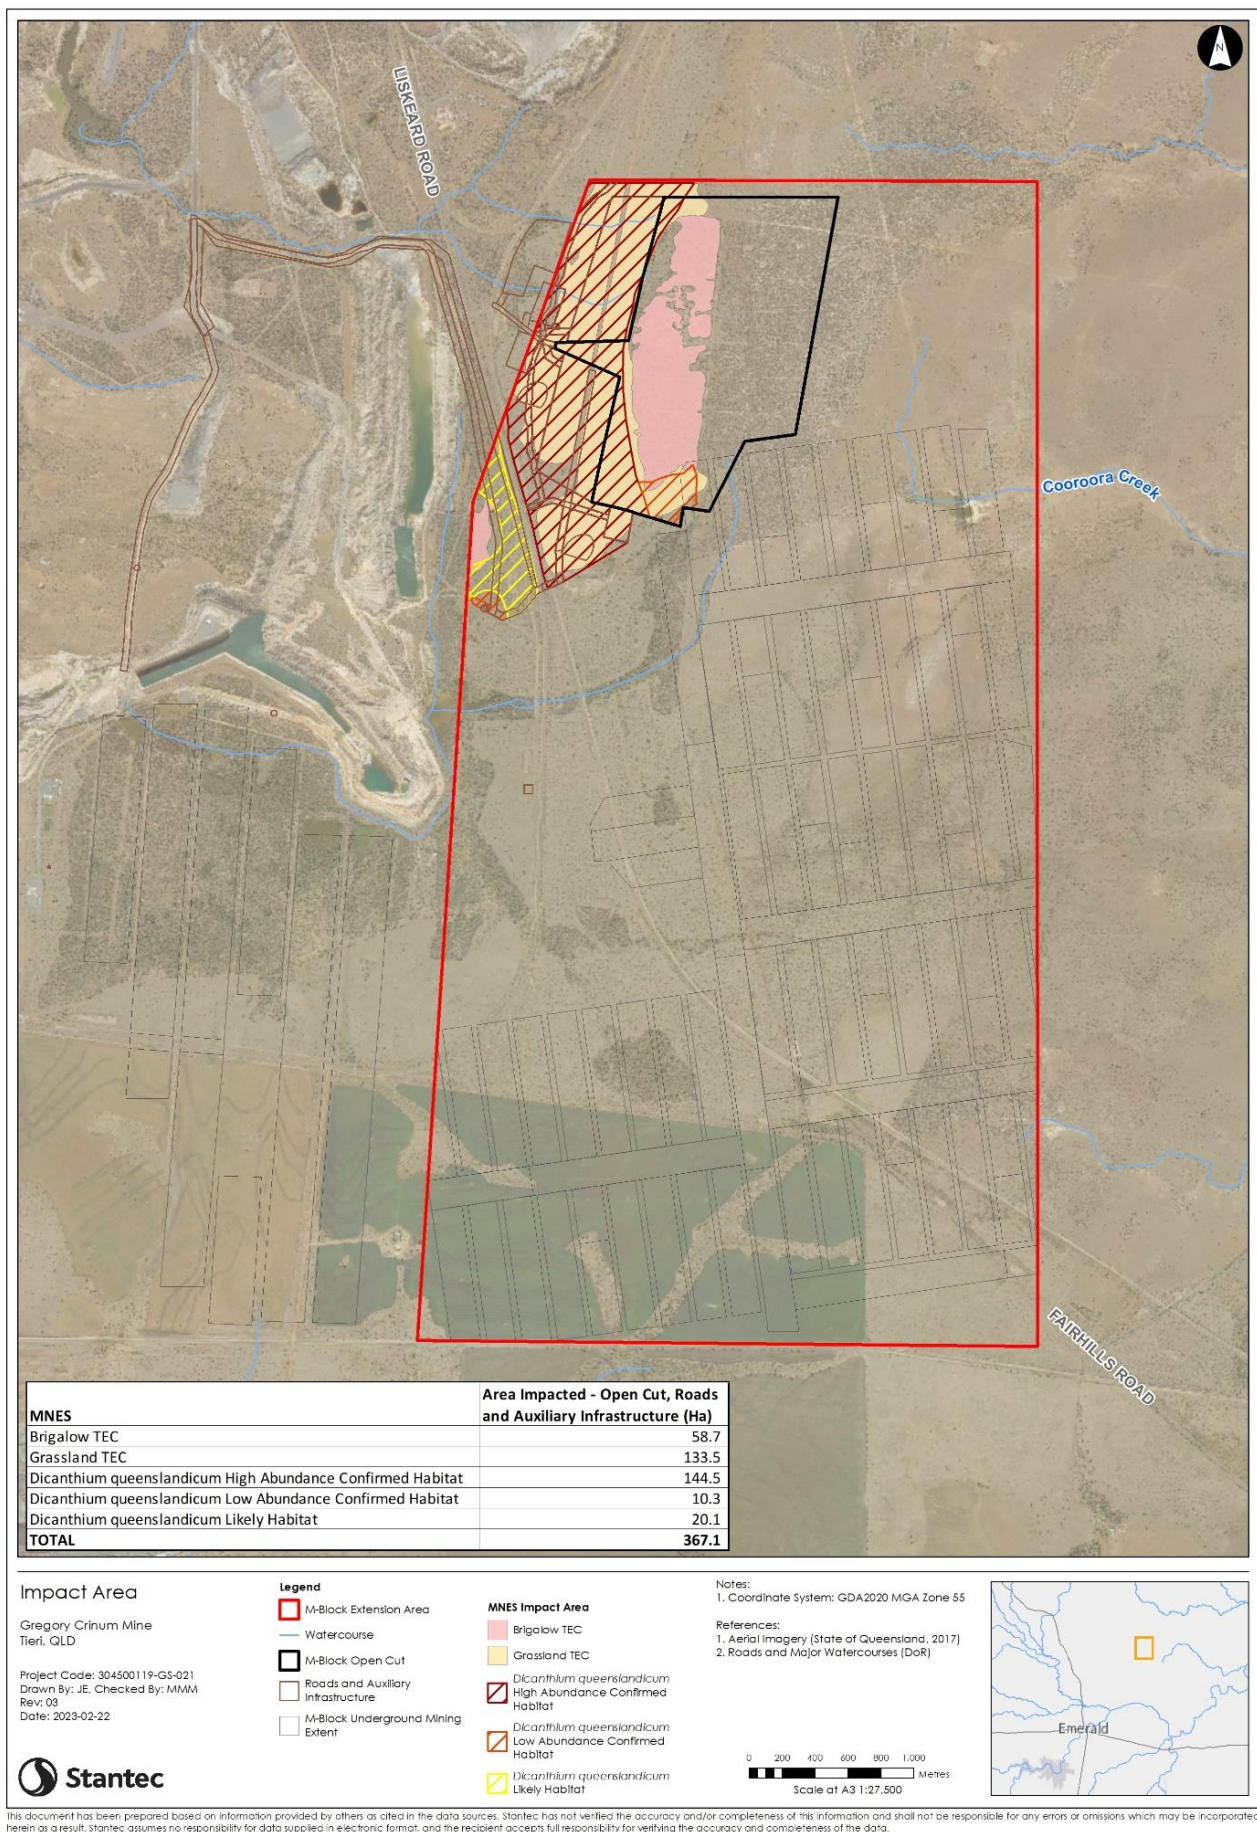 N
LISKEARD ROAD
Cooroora Creek
FAIRHILLS ROAD
MNES
Area Impacted - Open Cut, Roads
and Auxiliary Infrastructure (Ha)
Brigalow TEC 58.7
Grassland TEC 133.5
Dicanthium queenslandicum High Abundance Confirmed Habitat 144.5
Dicanthium queenslandicum Low Abundance Confirmed Habitat 10.3
Dicanthium queenslandicum Likely Habitat 20.1
TOTAL 367.1
Impact Area
Gregory Crinum Mine
Tieri, QLD
Project Code: 304500119-GS-021
Drawn By: JE, Checked By: MMM
Rev: 03
Date: 2023-02-22
Stantec
Legend
M-Block Extension Area
Watercourse
M-Block Open Cut
Roads and Auxiliary
Infrastructure
M-Block Underground Mining
Extent
MNES Impact Area
Brigalow TEC
Grassland TEC
Dicanthium queenslandicum
High Abundance Confirmed
Habitat
Dicanthium queenslandicum
Low Abundance Confirmed
Habitat
Dicanthium queenslandicum
Likely Habitat
Notes:
1. Coordinate System: GDA2020 MGA Zone 55
References:
1. Aerial Imagery (State of Queensland, 2017)
2. Roads and Major Watercourses (DoR)
0 200 400 600 800 1,000
Metres
Scale at A3 1:27,500
Emerald
This document has been prepared based on information provided by others as cited in the data sources. Stantec has not verified the accuracy and/or completeness of this information and shall not be responsible for any errors or omissions which may be incorporated
herein as a result. Stantec assumes no responsibility for data supplied in electronic format, and the recipient accepts full responsibility for verifying the accuracy and completeness of the data.